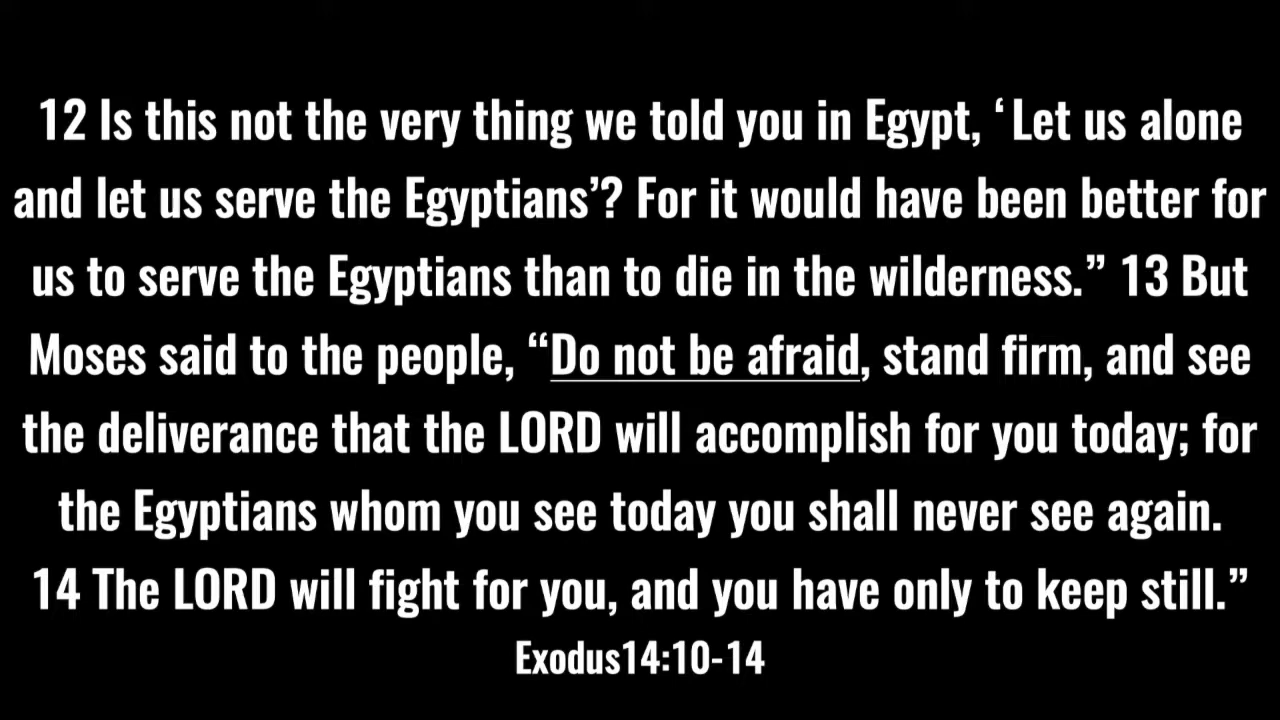 12 Is this not the very thing we told you in Egypt, ‘ Let us alone
and let us serve the Egyptians’? For it would have been better for
us to serve the Egyptians than to die in the wilderness.” 13 But
Moses said to the people, “Do not be afraid, stand firm, and see
the deliverance that the LORD will accomplish for you today; for
the Egyptians whom you see today you shall never see again.
14 The LORD will fight for you, and you have only to keep still.”
Exodus14:10-14